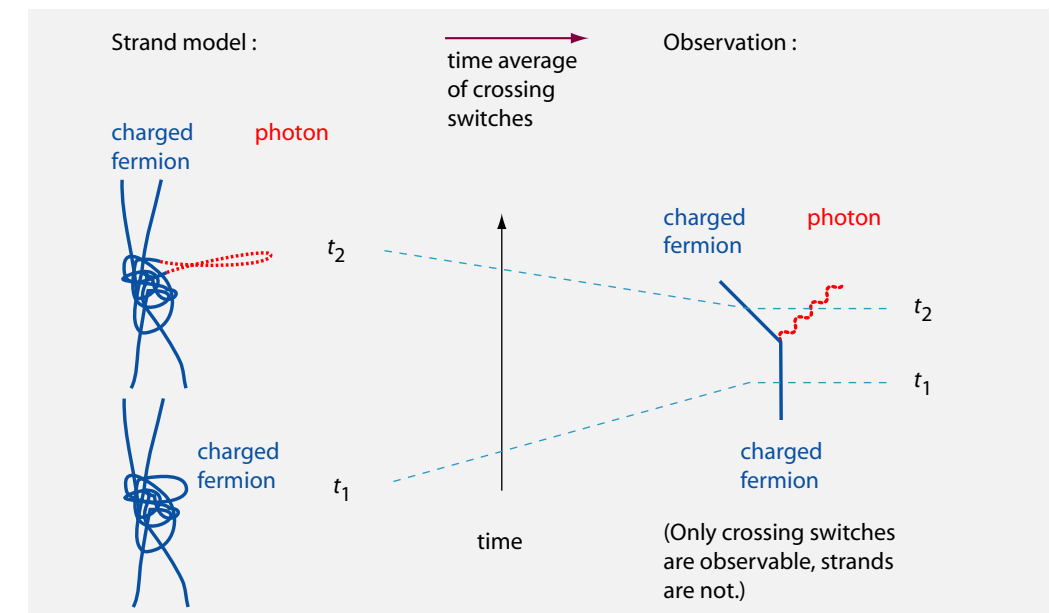 Strand model :
time average
of crossing
switches
Observation :
charged
fermion
photon
t2
charged
fermion
t1
time
charged
fermion
photon
t2
t1
charged
fermion
(Only crossing switches
are observable, strands
are not.)